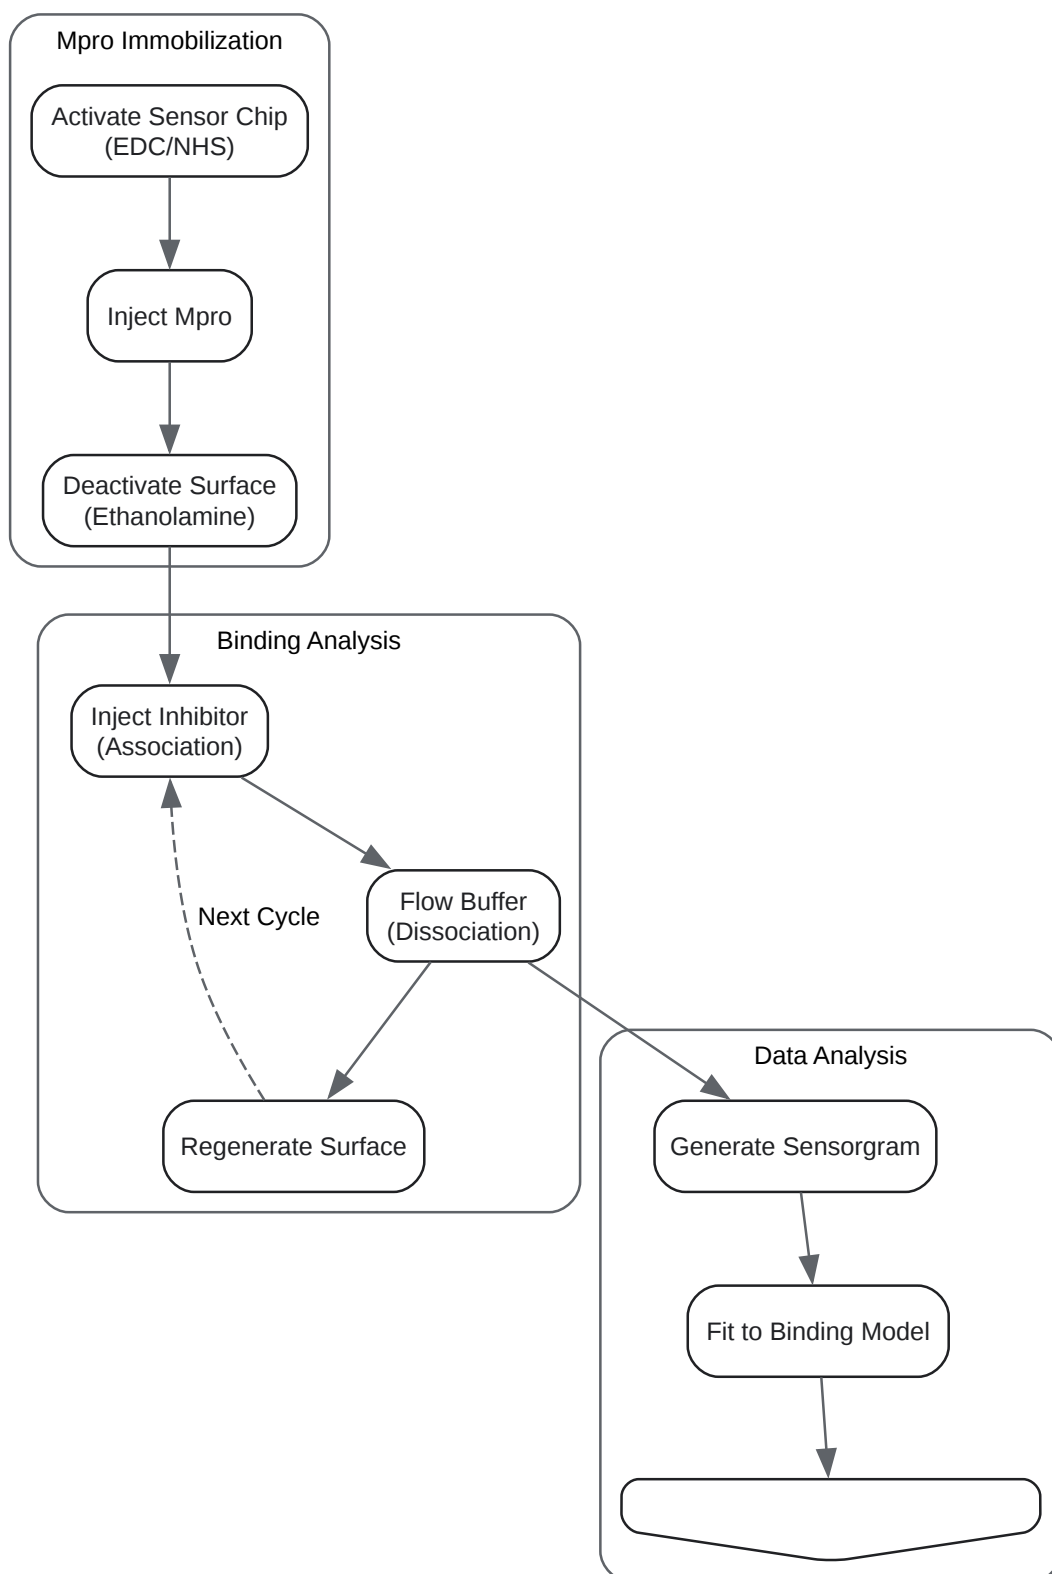 Mpro Immobilization
Activate Sensor Chip
(EDC/NHS)
Inject Mpro
Deactivate Surface
(Ethanolamine)
Binding Analysis
Inject Inhibitor
(Association)
Next Cycle
Flow Buffer
(Dissociation)
Regenerate Surface
Data Analysis
Generate Sensorgram
Fit to Binding Model